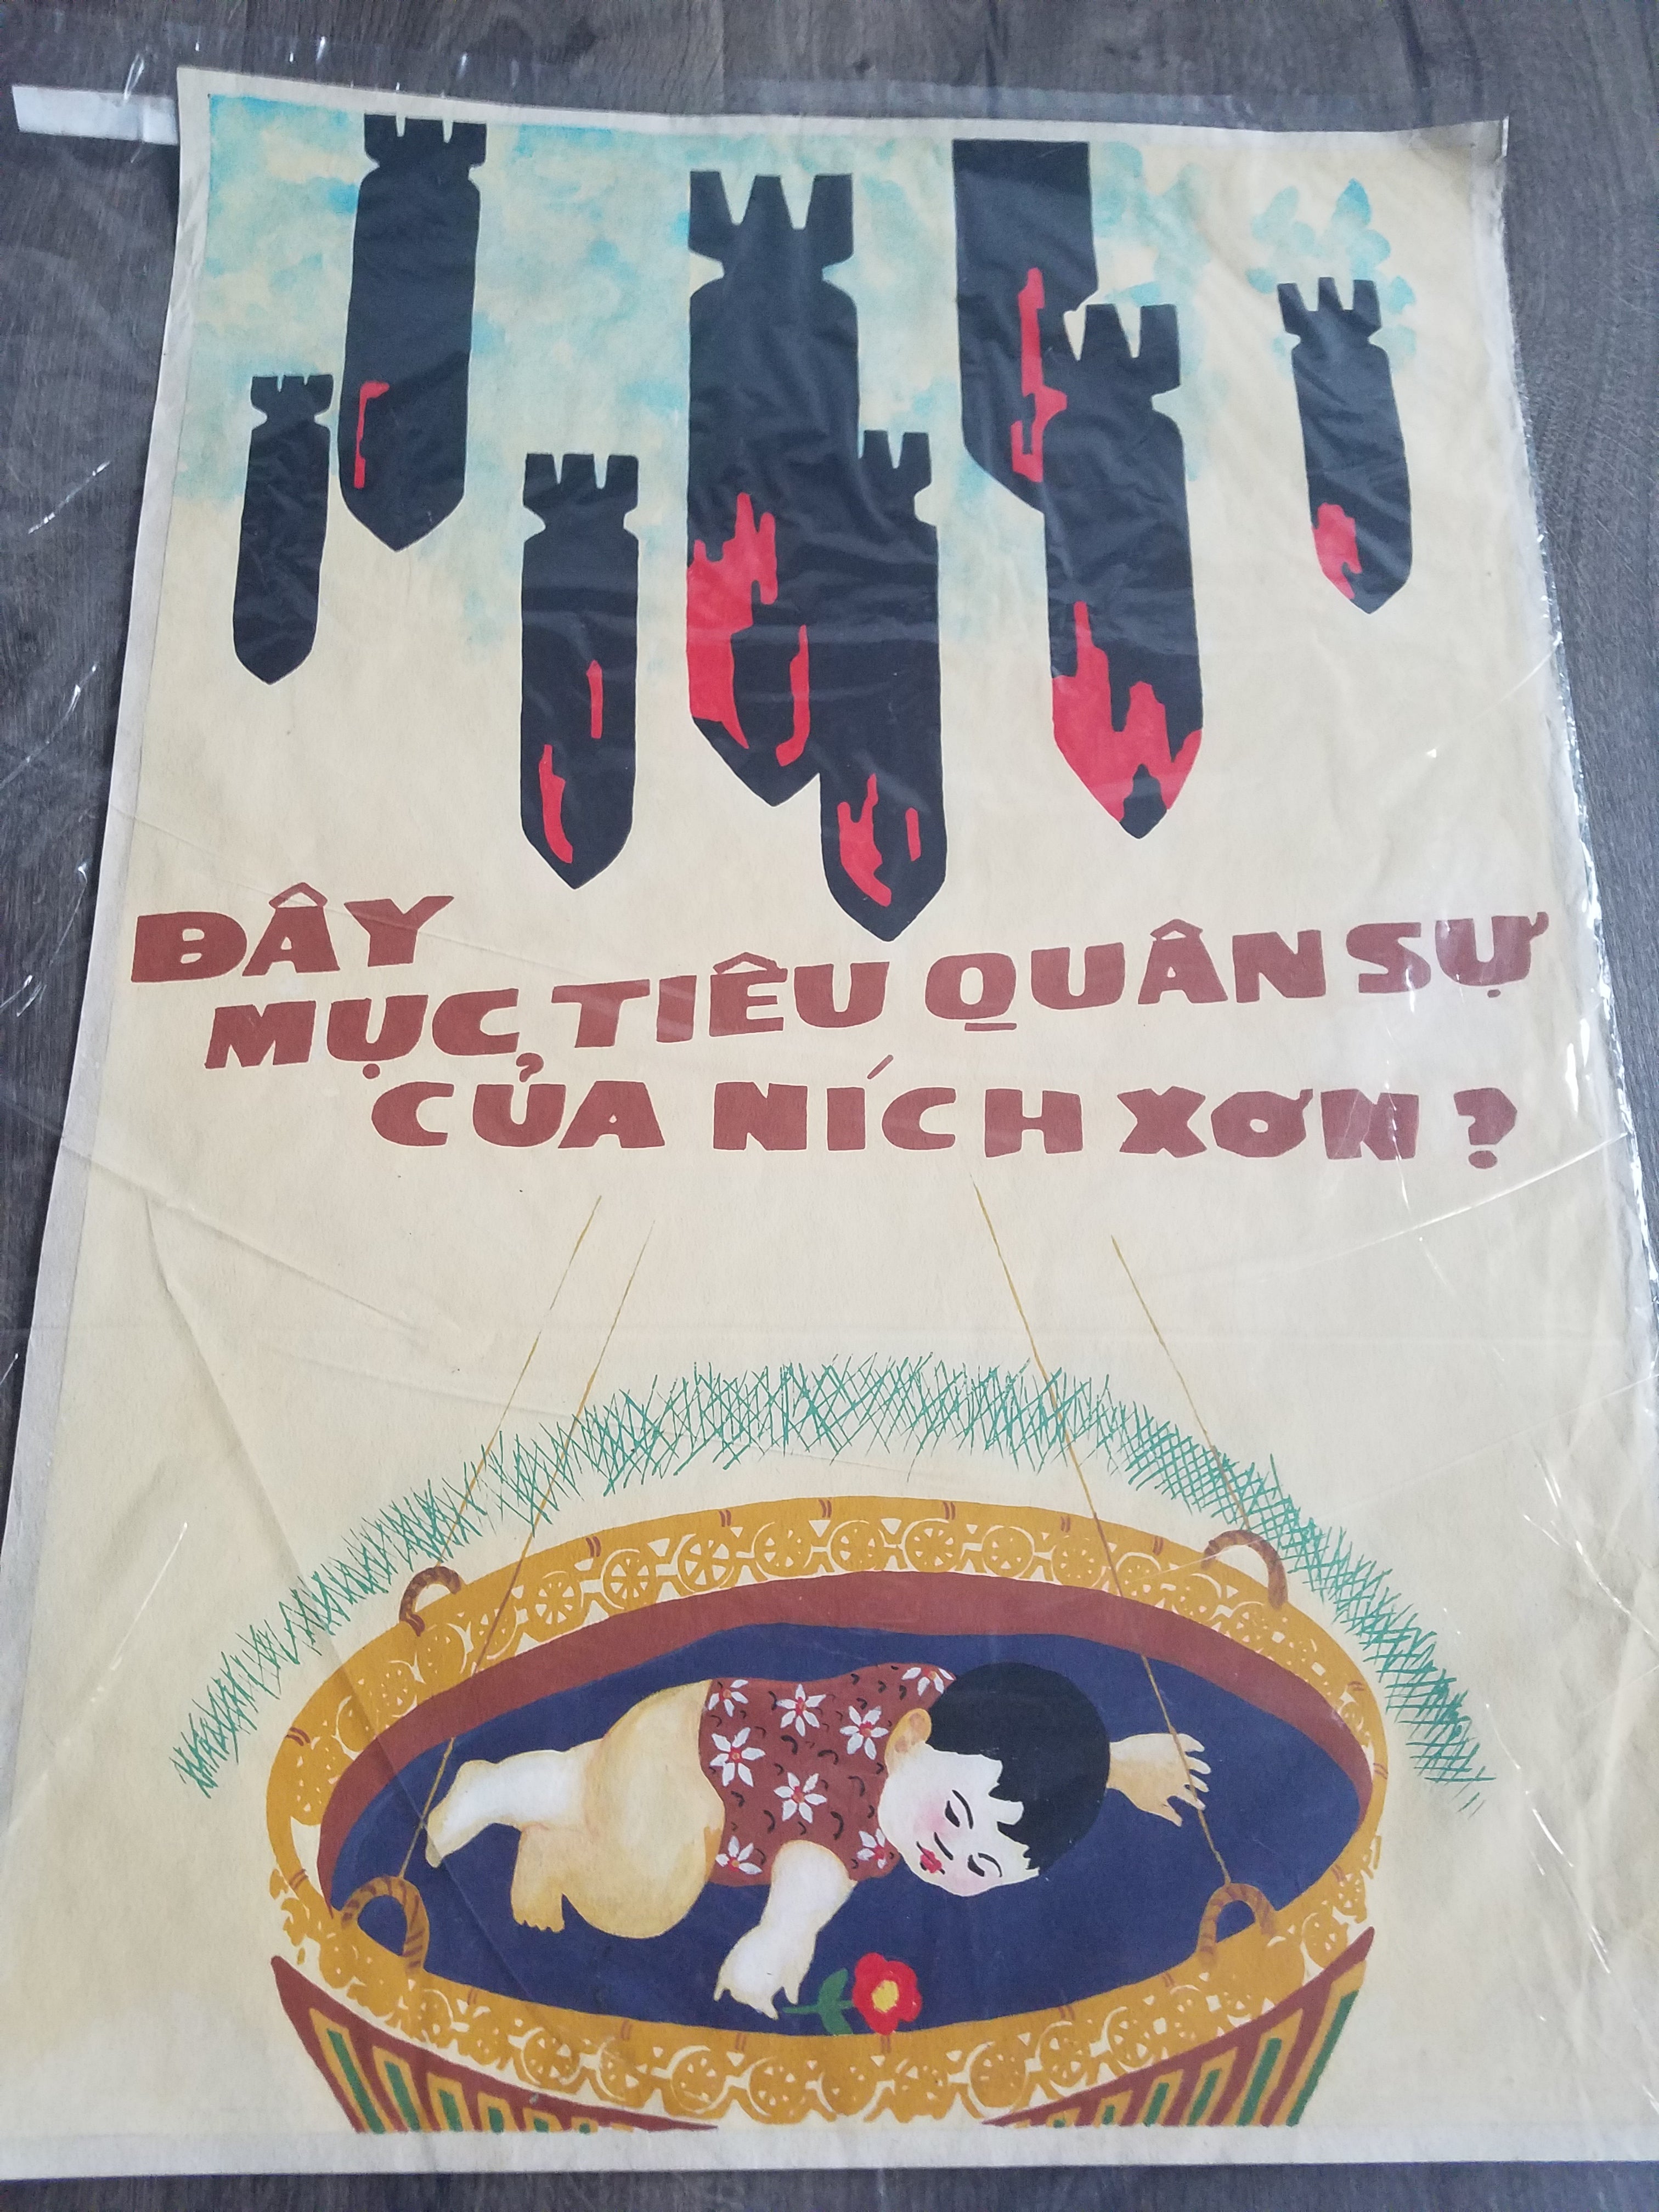 ĐÂY
MỤC TIÊU QUÂN SỰ
CỦA NÍCH XƠN ?